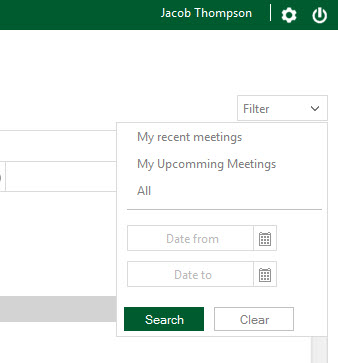 Jacob Thompson
Filter
My recent meetings
My Upcomming Meetings
All
Date from
Date to
Search
Clear